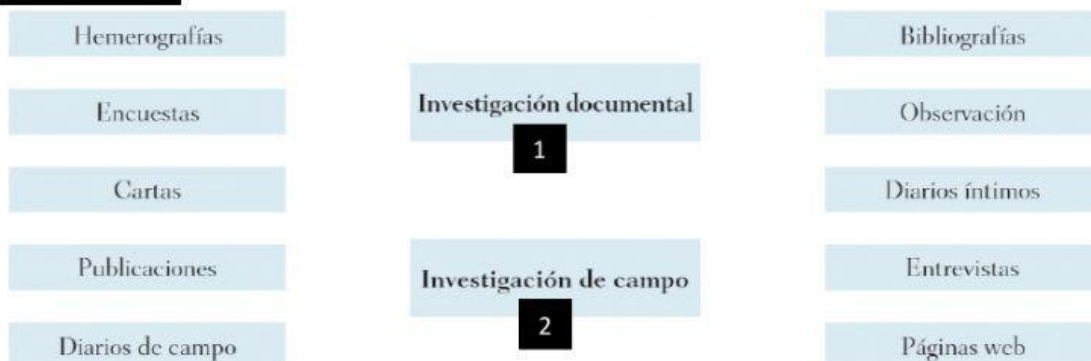 Hemerografías
Encuestas
Cartas
Publicaciones
Diarios de campo
Investigación documental
1
Investigación de campo
2
Bibliografías
Observación
Diarios íntimos
Entrevistas
Páginas web